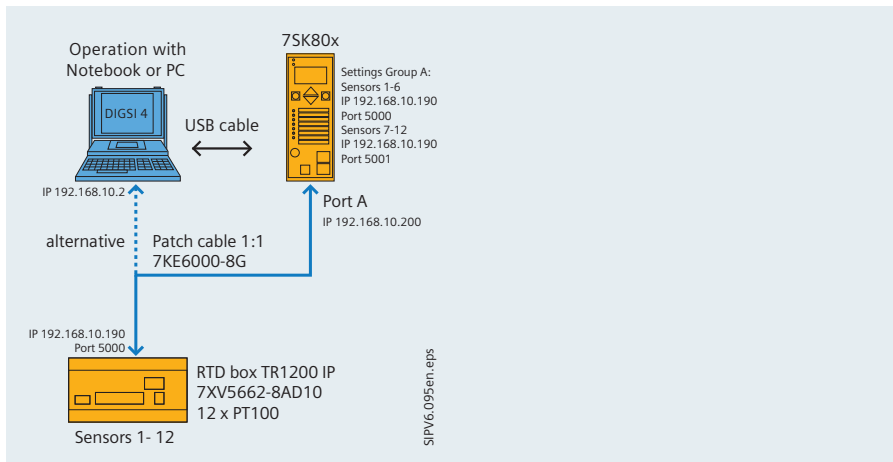 Operation with
Notebook or PC
DIGSI 4
USB cable
IP 192.168.10.2
7SK80x
Settings Group A:
Sensors 1-6
IP 192.168.10.190
Port 5000
Sensors 7-12
IP 192.168.10.190
Port 5001
Port A
IP 192.168.10.200
alternative
Patch cable 1:1
7KE6000-8G
IP 192.168.10.190
Port 5000
RTD box TR1200 IP
7XV5662-8AD10
12 x PT100
Sensors 1- 12
SIPV6.095en.eps